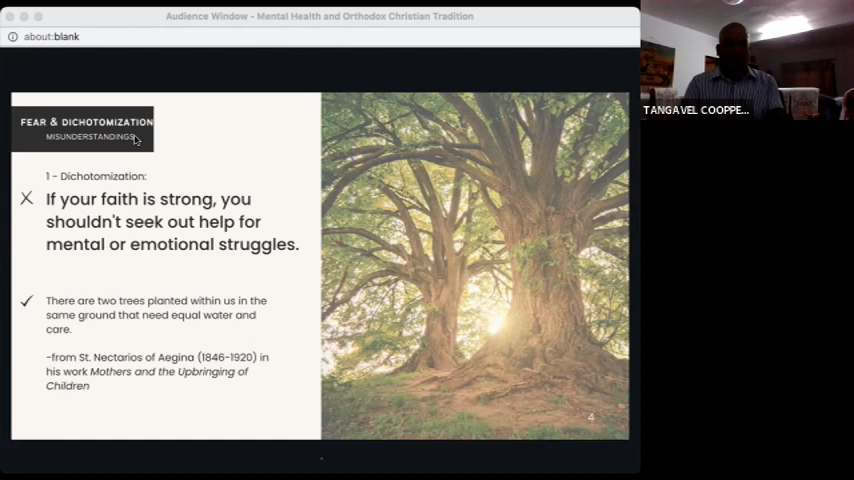 Audience Window - Mental Health and Orthodox Christian Tradition
about:blank
FEAR & DICHOTOMIZATION
MISUNDERSTANDINGS
1 - Dichotomization:
If your faith is strong, you
shouldn't seek out help for
mental or emotional struggles.
There are two trees planted within us in the
same ground that need equal water and
care.
-from St. Nectarios of Aegina (1846-1920) in
his work Mothers and the Upbringing of
Children
4
TANGAVEL COOPPE...